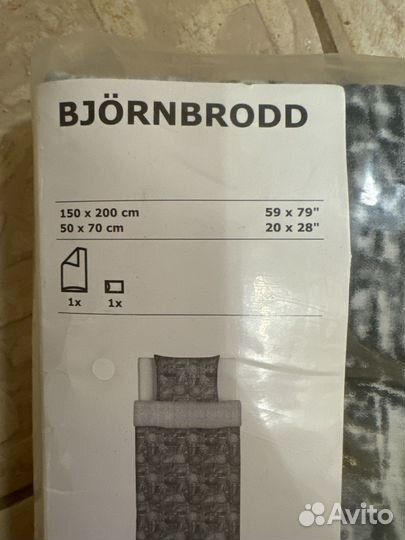 BJÖRNBRODD
150 x 200 cm 59 x 79"
50 x 70 cm 20 x 28"
1x 1x
Avito